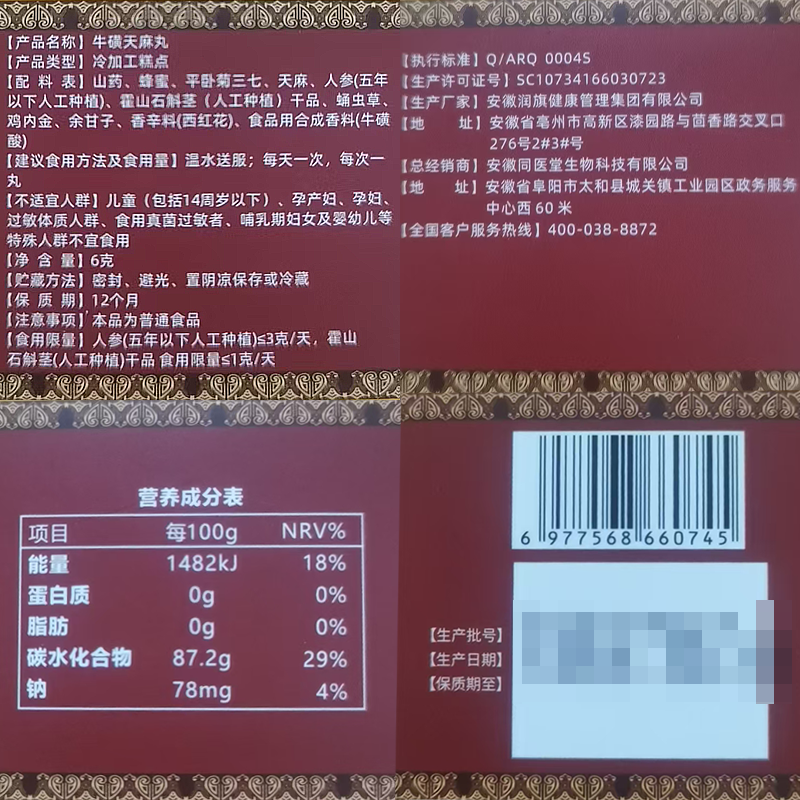 【产品名称】牛磺天麻丸
【产品类型】冷加工糕点
【配 料 表】山药、蜂蜜、平卧菊三七、天麻、人参(五年
以下人工种植)、霍山石斛茎（人工种植）干品、蛹虫草、
鸡内金、余甘子、香辛料(西红花)、食品用合成香料(牛磺
酸)
【建议食用方法及食用量】温水送服；每天一次，每次一
丸
【不适宜人群】儿童（包括14周岁以下）、孕产妇、孕妇、
过敏体质人群、食用真菌过敏者、哺乳期妇女及婴幼儿等
特殊人群不宜食用
【净 含 量】6克
【贮藏方法】密封、避光、置阴凉保存或冷藏
【保 质 期】12个月
【注意事项】本品为普通食品
【食用限量】人参(五年以下人工种植)≤3克/天，霍山
石斛茎(人工种植)干品 食用限量≤1克/天
【执行标准】Q/ARQ 0004S
【生产许可证号】SC10734166030723
【生产厂家】安徽润旗健康管理集团有限公司
【地 址】安徽省亳州市高新区漆园路与茴香路交叉口
276号2#3#号
【总经销商】安徽同医堂生物科技有限公司
【地 址】安徽省阜阳市太和县城关镇工业园区政务服务
中心西 60 米
【全国客户服务热线】400-038-8872
营养成分表
项目 每100g NRV%
能量 1482kJ 18%
蛋白质 0g 0%
脂肪 0g 0%
碳水化合物 87.2g 29%
钠 78mg 4%
6 977568 660745
【生产批号】
【生产日期】
【保质期至】